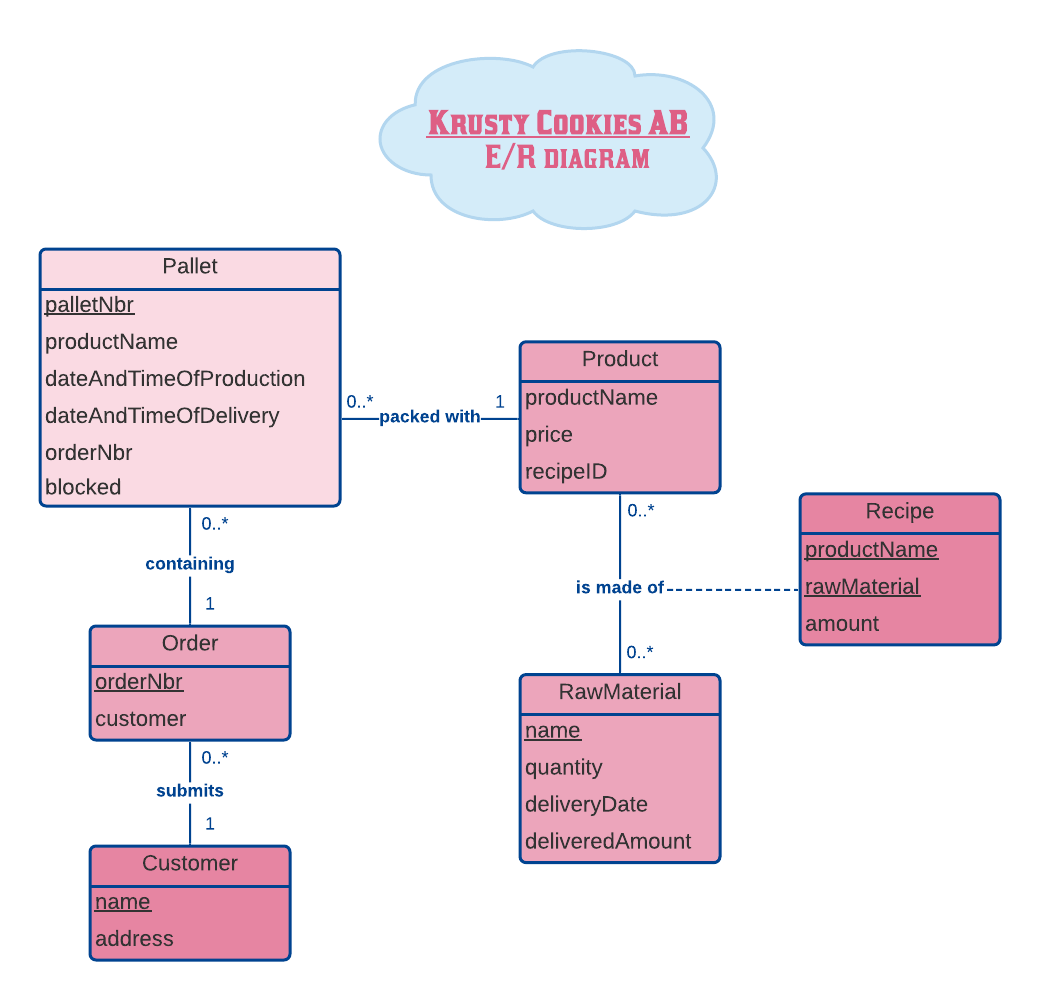 Krusty Cookies AB
E/R diagram
Pallet
palletNbr
productName
dateAndTimeOfProduction
dateAndTimeOfDelivery
orderNbr
blocked
0..*
packed with
1
Product
productName
price
recipeID
0..*
containing
1
Order
orderNbr
customer
0..*
submits
1
Customer
name
address
0..*
is made of
0..*
Recipe
productName
rawMaterial
amount
RawMaterial
name
quantity
deliveryDate
deliveredAmount